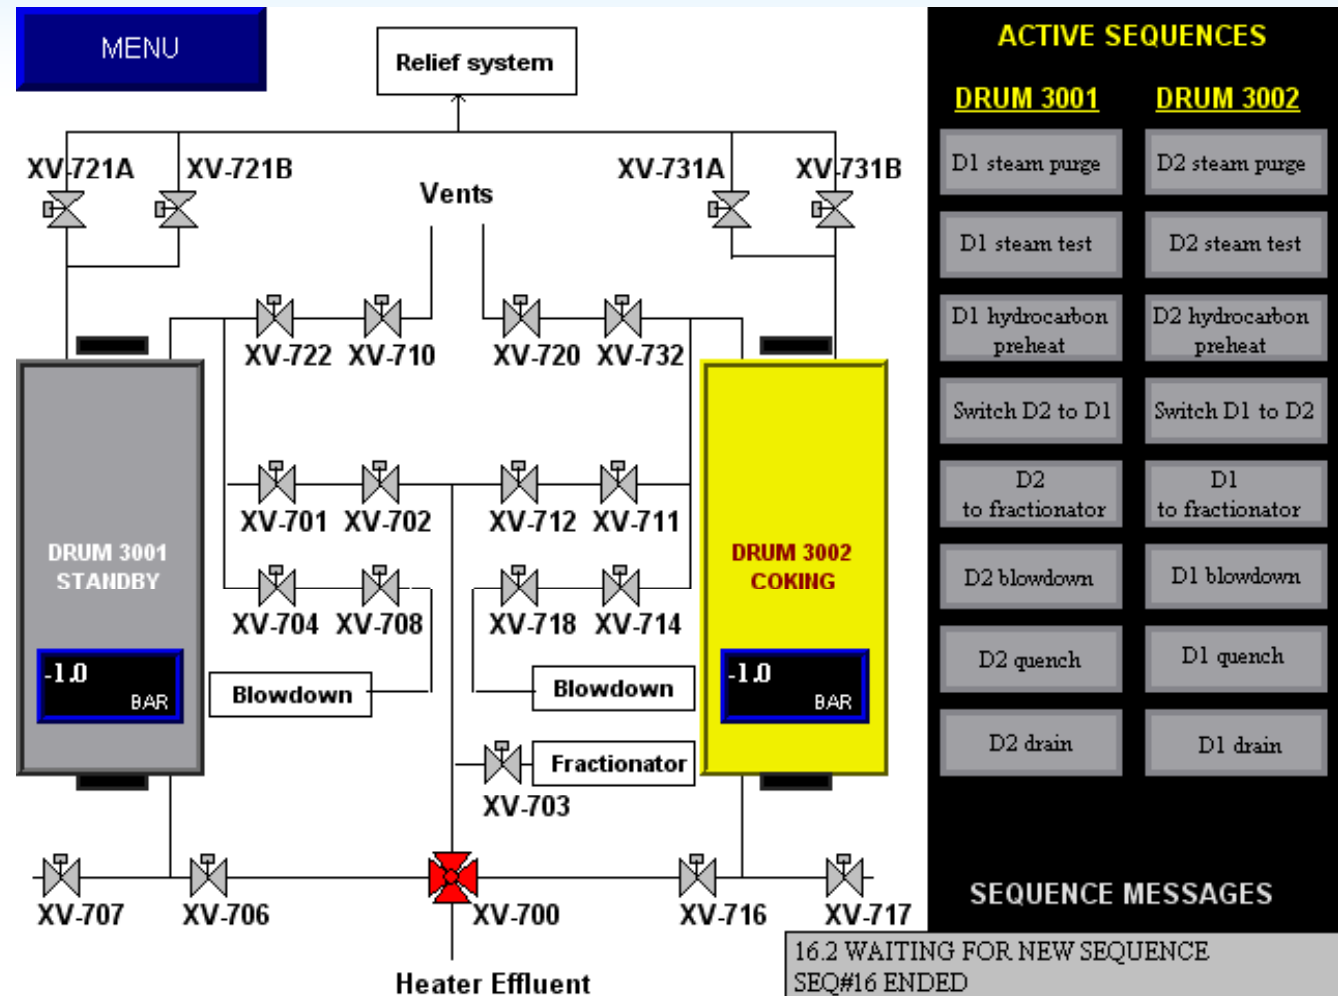 MENU
Relief system
XV-721A
XV-721B
XV-731A
XV-731B
Vents
XV-722
XV-710
XV-720
XV-732
XV-701
XV-702
XV-712
XV-711
DRUM 3001
STANDBY
DRUM 3002
COKING
XV-704
XV-708
XV-718
XV-714
-1.0
BAR
Blowdown
Blowdown
-1.0
BAR
Fractionator
XV-703
XV-707
XV-706
XV-700
XV-716
XV-717
Heater Effluent
ACTIVE SEQUENCES
DRUM 3001
DRUM 3002
D1 steam purge
D2 steam purge
D1 steam test
D2 steam test
D1 hydrocarbon
preheat
D2 hydrocarbon
preheat
Switch D2 to D1
Switch D1 to D2
D2
to fractionator
D1
to fractionator
D2 blowdown
D1 blowdown
D2 quench
D1 quench
D2 drain
D1 drain
SEQUENCE MESSAGES
16.2 WAITING FOR NEW SEQUENCE
SEQ#16 ENDED